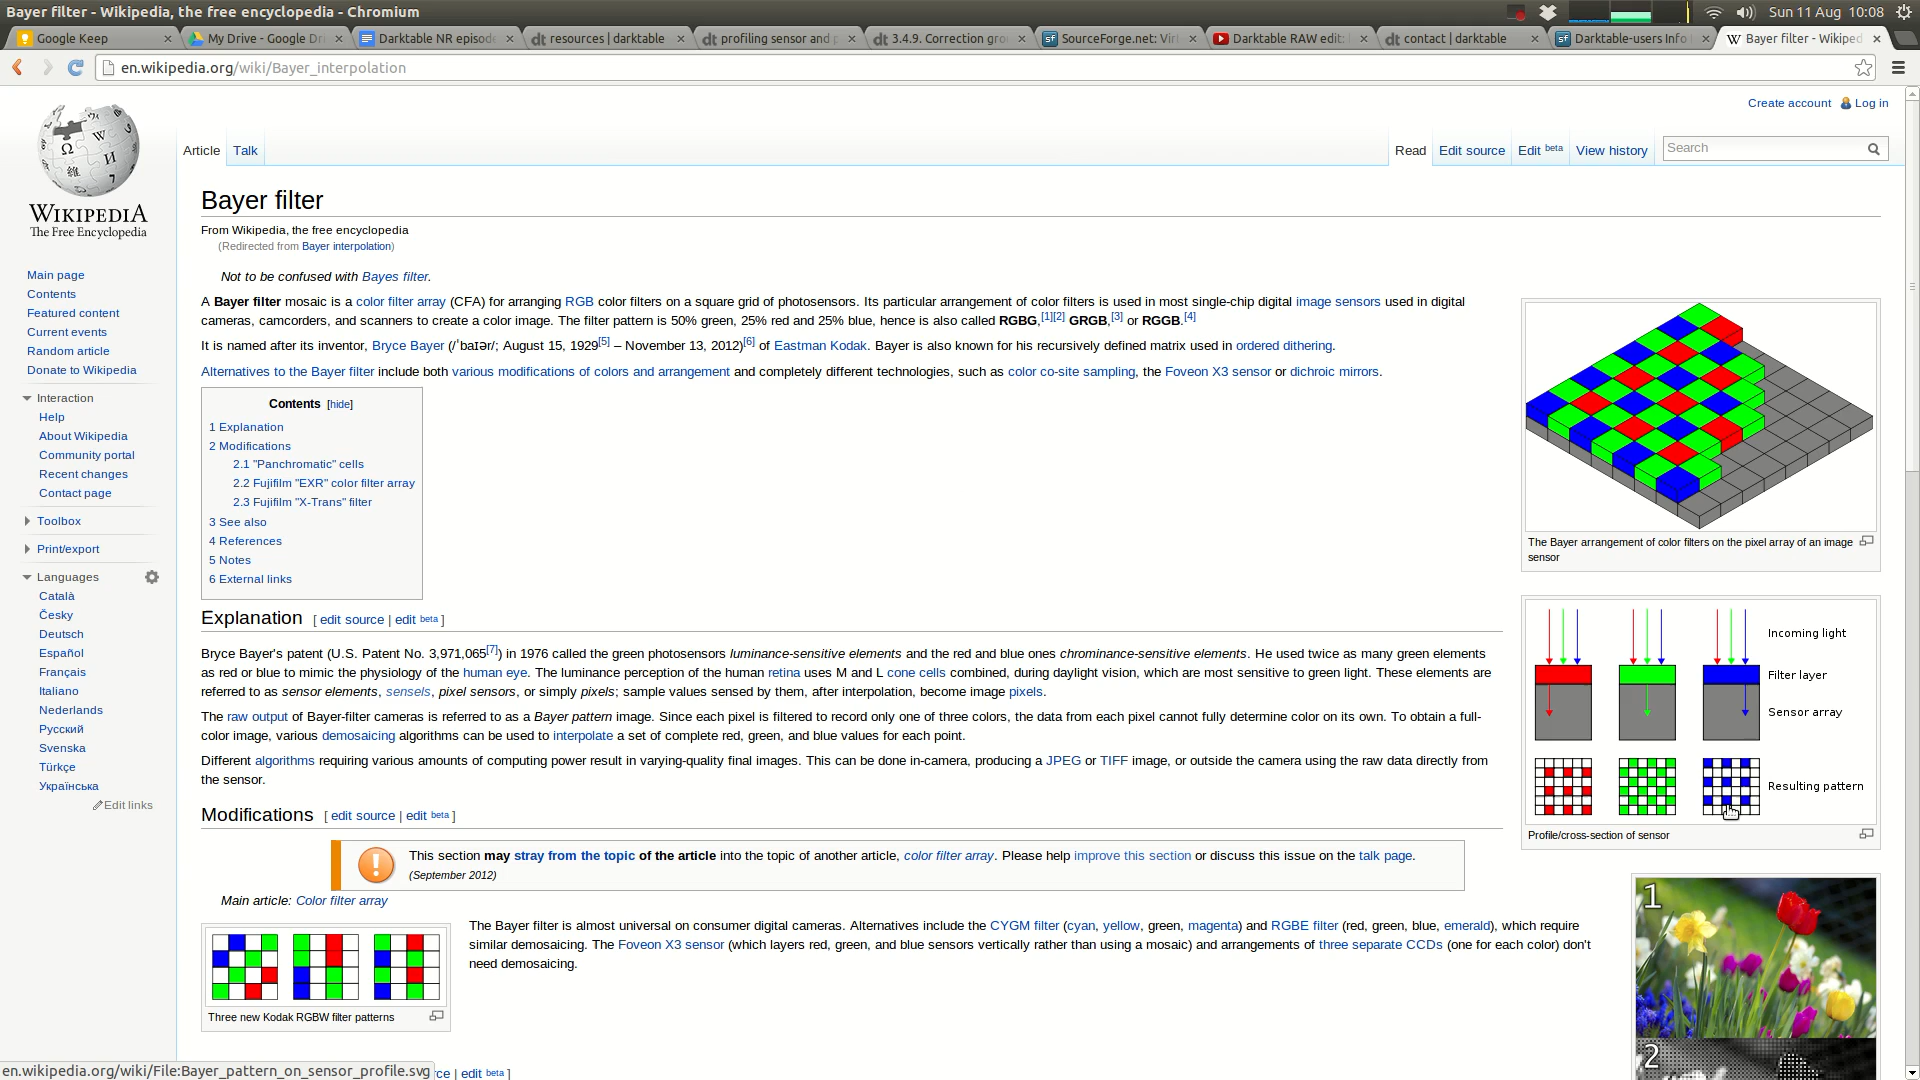 Bayer filter - Wikipedia, the free encyclopedia - Chromium
Sun 11 Aug 10:08
Google Keep
My Drive - Google Dri
Darktable NR episode
resources | darktable
profiling sensor and p
3.4.9. Correction gro
SourceForge.net: Virt
Darktable RAW edit:
contact | darktable
Darktable-users Info
Bayer filter - Wikiped
en.wikipedia.org/wiki/Bayer_interpolation
Create account Log in
WIKIPEDIA
The Free Encyclopedia
Main page
Contents
Featured content
Current events
Random article
Donate to Wikipedia
Interaction
Help
About Wikipedia
Community portal
Recent changes
Contact page
Toolbox
Print/export
Languages
Català
Česky
Deutsch
Español
Français
Italiano
Nederlands
Русский
Svenska
Türkçe
Українська
Edit links
Article Talk
Read Edit source Edit beta View history Search
Bayer filter
From Wikipedia, the free encyclopedia
(Redirected from Bayer interpolation)
Not to be confused with Bayes filter.
A Bayer filter mosaic is a color filter array (CFA) for arranging RGB color filters on a square grid of photosensors. Its particular arrangement of color filters is used in most single-chip digital image sensors used in digital
cameras, camcorders, and scanners to create a color image. The filter pattern is 50% green, 25% red and 25% blue, hence is also called RGBG,[1][2] GRGB,[3] or RGGB.[4]
It is named after its inventor, Bryce Bayer (/ˈbaɪər/; August 15, 1929[5] – November 13, 2012)[6] of Eastman Kodak. Bayer is also known for his recursively defined matrix used in ordered dithering.
Alternatives to the Bayer filter include both various modifications of colors and arrangement and completely different technologies, such as color co-site sampling, the Foveon X3 sensor or dichroic mirrors.
Contents [hide]
1 Explanation
2 Modifications
2.1 "Panchromatic" cells
2.2 Fujifilm "EXR" color filter array
2.3 Fujifilm "X-Trans" filter
3 See also
4 References
5 Notes
6 External links
The Bayer arrangement of color filters on the pixel array of an image
sensor
Explanation [ edit source | edit beta ]
Bryce Bayer's patent (U.S. Patent No. 3,971,065[7]) in 1976 called the green photosensors luminance-sensitive elements and the red and blue ones chrominance-sensitive elements. He used twice as many green elements
as red or blue to mimic the physiology of the human eye. The luminance perception of the human retina uses M and L cone cells combined, during daylight vision, which are most sensitive to green light. These elements are
referred to as sensor elements, sensels, pixel sensors, or simply pixels; sample values sensed by them, after interpolation, become image pixels.
The raw output of Bayer-filter cameras is referred to as a Bayer pattern image. Since each pixel is filtered to record only one of three colors, the data from each pixel cannot fully determine color on its own. To obtain a full-
color image, various demosaicing algorithms can be used to interpolate a set of complete red, green, and blue values for each point.
Different algorithms requiring various amounts of computing power result in varying-quality final images. This can be done in-camera, producing a JPEG or TIFF image, or outside the camera using the raw data directly from
the sensor.
Incoming light
Filter layer
Sensor array
Resulting pattern
Profile/cross-section of sensor
Modifications [ edit source | edit beta ]
This section may stray from the topic of the article into the topic of another article, color filter array. Please help improve this section or discuss this issue on the talk page.
(September 2012)
Main article: Color filter array
Three new Kodak RGBW filter patterns
The Bayer filter is almost universal on consumer digital cameras. Alternatives include the CYGM filter (cyan, yellow, green, magenta) and RGBE filter (red, green, blue, emerald), which require
similar demosaicing. The Foveon X3 sensor (which layers red, green, and blue sensors vertically rather than using a mosaic) and arrangements of three separate CCDs (one for each color) don't
need demosaicing.
1
2
en.wikipedia.org/wiki/File:Bayer_pattern_on_sensor_profile.svg
rce | edit beta ]